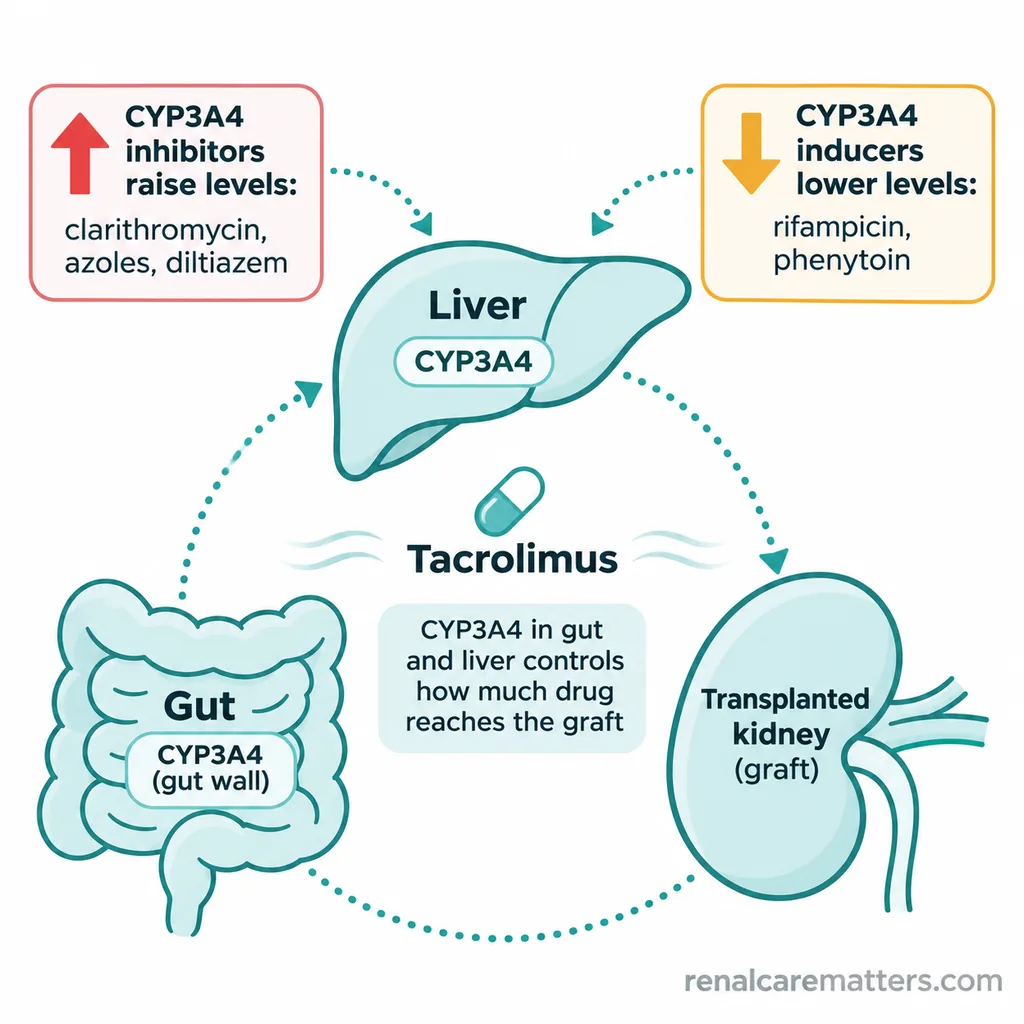 CYP3A4
inhibitors
raise levels:
clarithromycin,
azoles, diltiazem
CYP3A4
inducers
lower levels:
rifampicin,
phenytoin
Liver
CYP3A4
Tacrolimus
CYP3A4 in gut
and liver controls
how much drug
reaches the graft
Gut
CYP3A4
(gut wall)
Transplanted
kidney
(graft)
renalcarematters.com